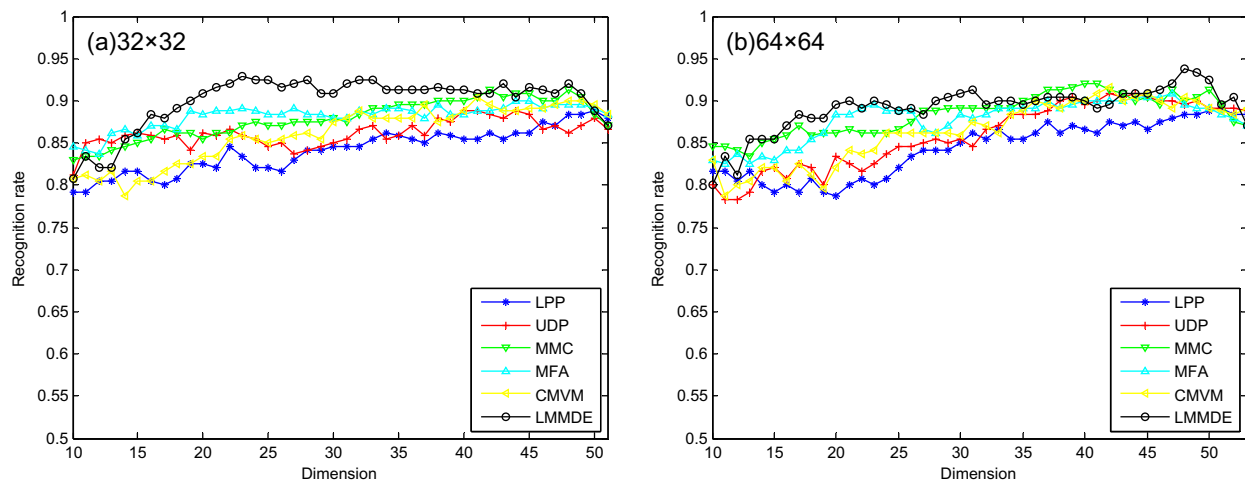 (a)32×32
Recognition rate
1
0.95
0.9
0.85
0.8
0.75
0.7
0.65
0.6
0.55
0.5
10 15 20 25 30 35 40 45 50
Dimension
LPP
UDP
MMC
MFA
CMVM
LMMDE
(b)64×64
Recognition rate
1
0.95
0.9
0.85
0.8
0.75
0.7
0.65
0.6
0.55
0.5
10 15 20 25 30 35 40 45 50
Dimension
LPP
UDP
MMC
MFA
CMVM
LMMDE